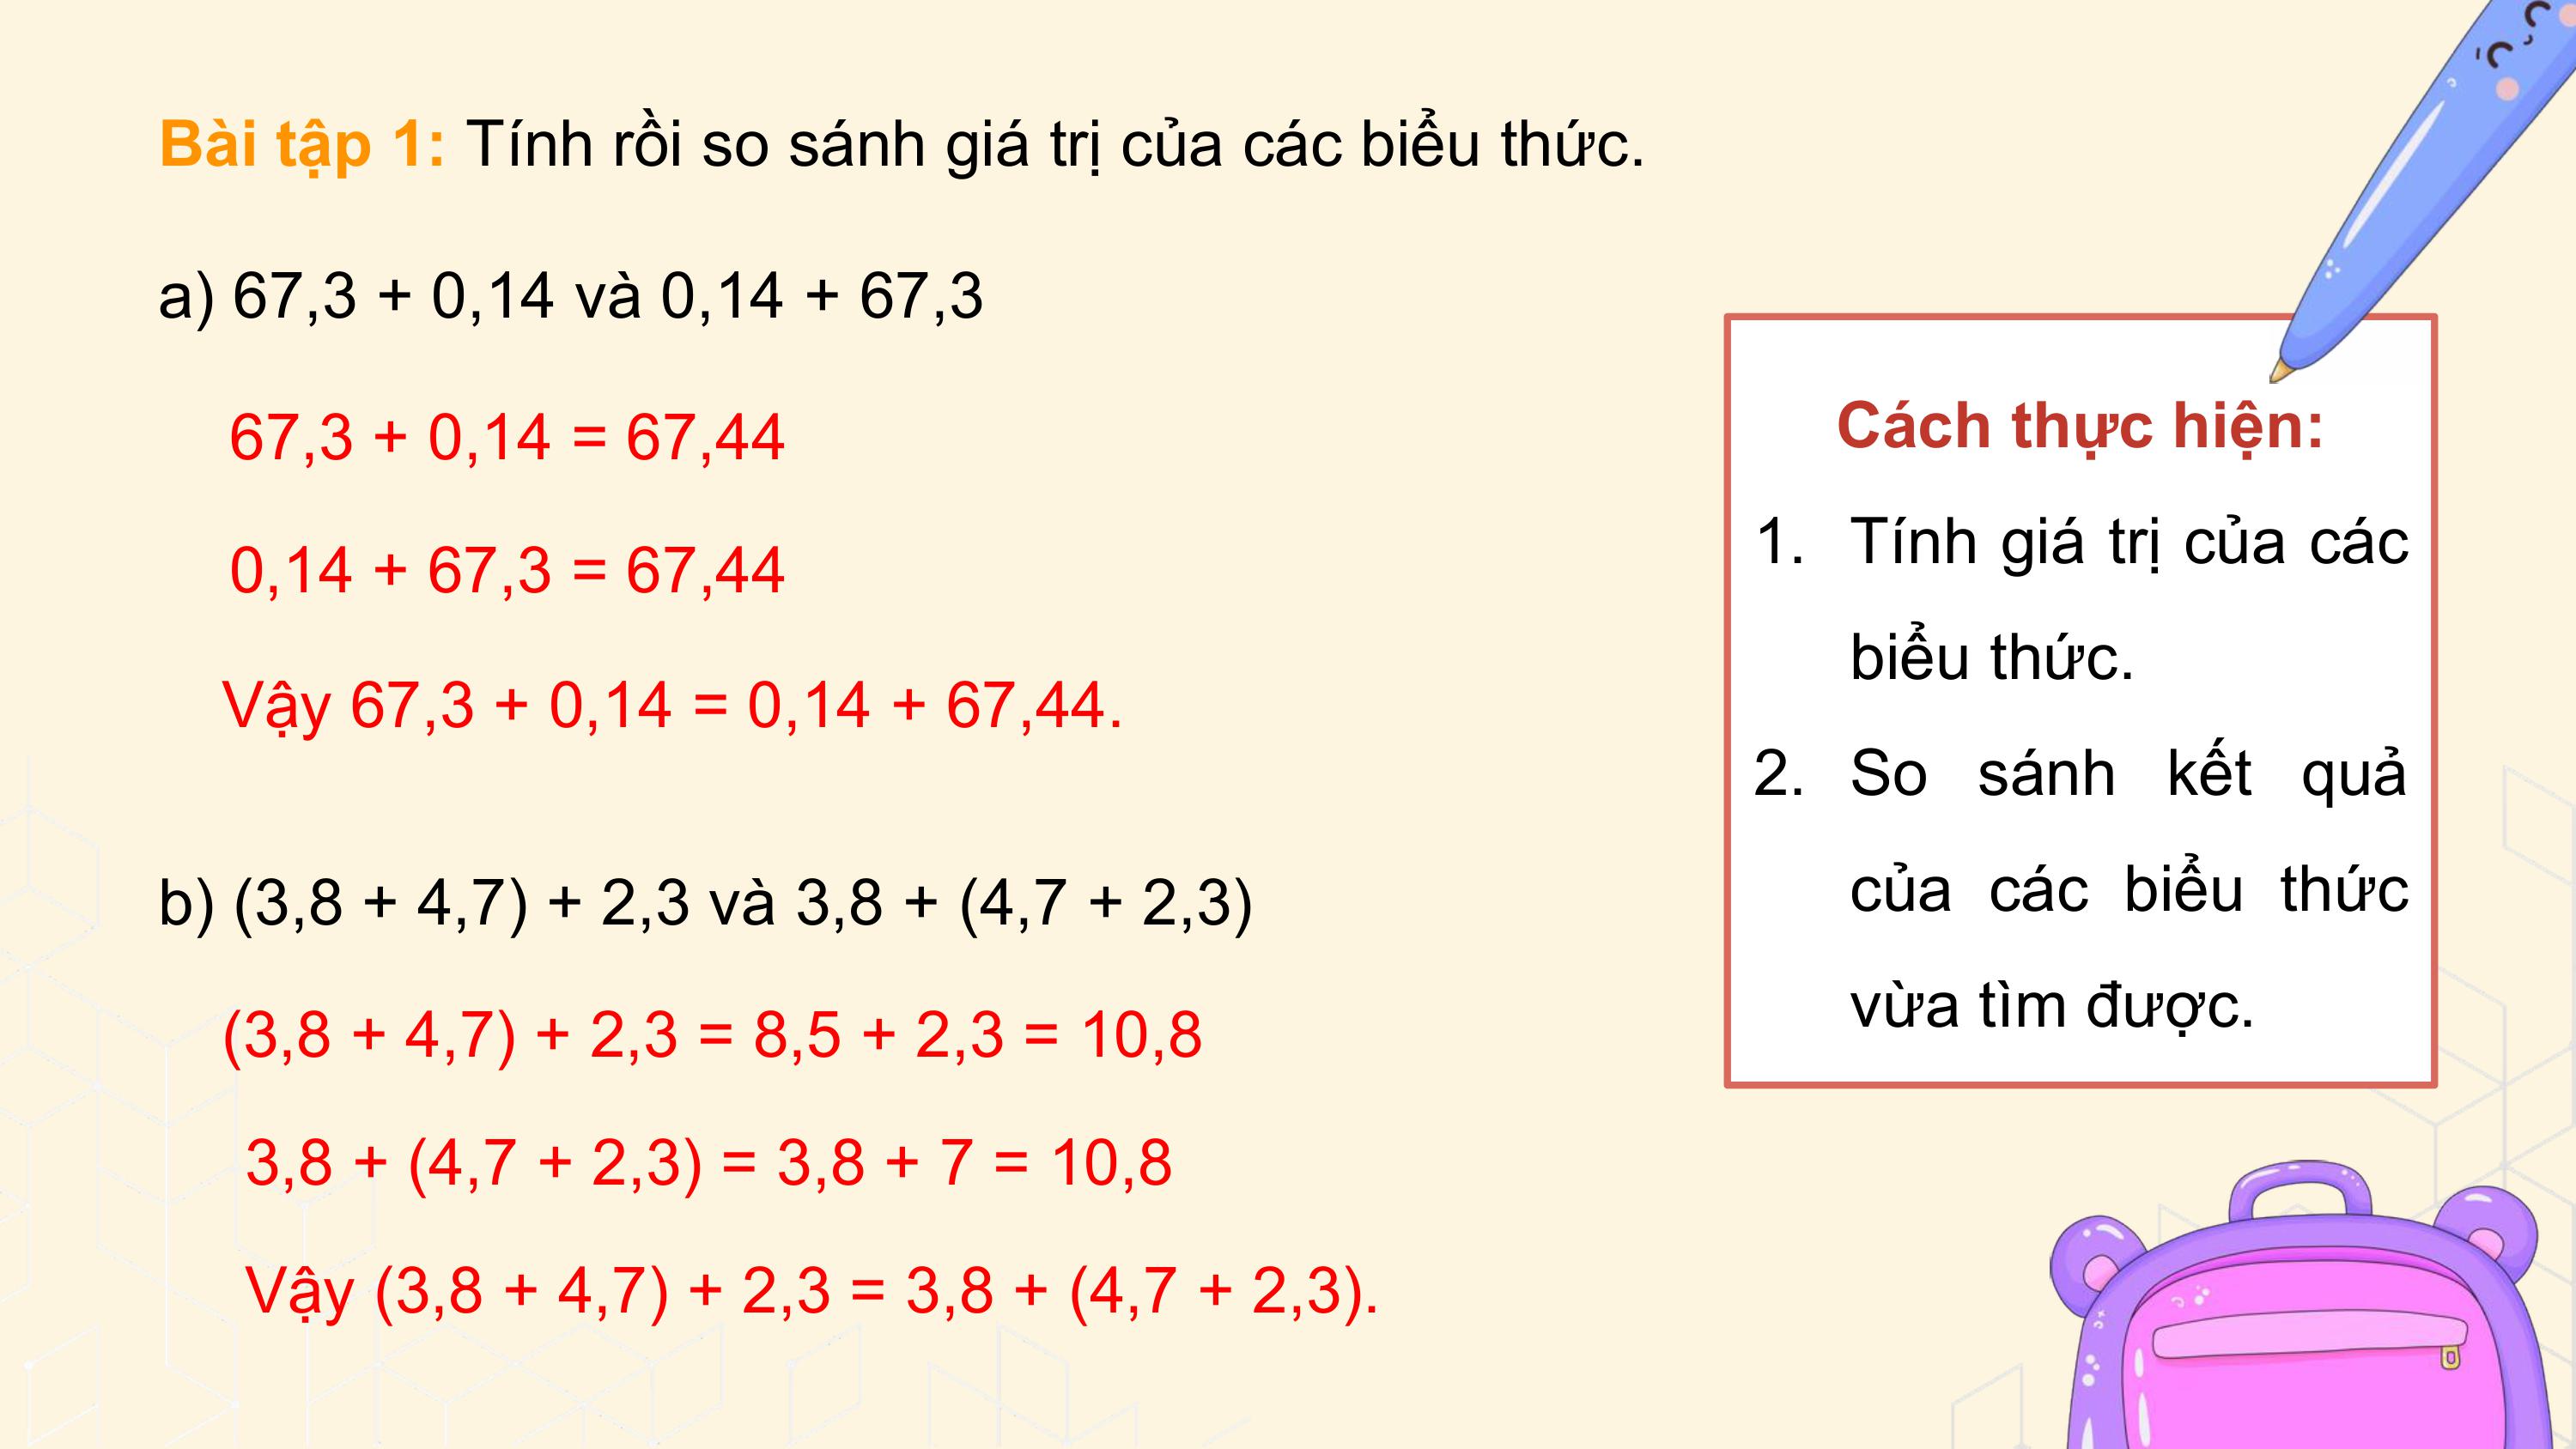 Bài tập 1: Tính rồi so sánh giá trị của các biểu thức.
a) 67,3 + 0,14 và 0,14 + 67,3
67,3 + 0,14 = 67,44
0,14 + 67,3 = 67,44
Vậy 67,3 + 0,14 = 0,14 + 67,44.
b) (3,8 + 4,7) + 2,3 và 3,8 + (4,7 + 2,3)
(3,8 + 4,7) + 2,3 = 8,5 + 2,3 = 10,8
3,8 + (4,7 + 2,3) = 3,8 + 7 = 10,8
Vậy (3,8 + 4,7) + 2,3 = 3,8 + (4,7 + 2,3).
Cách thực hiện:
1. Tính giá trị của các
biểu thức.
2. So sánh kết quả
của các biểu thức
vừa tìm được.